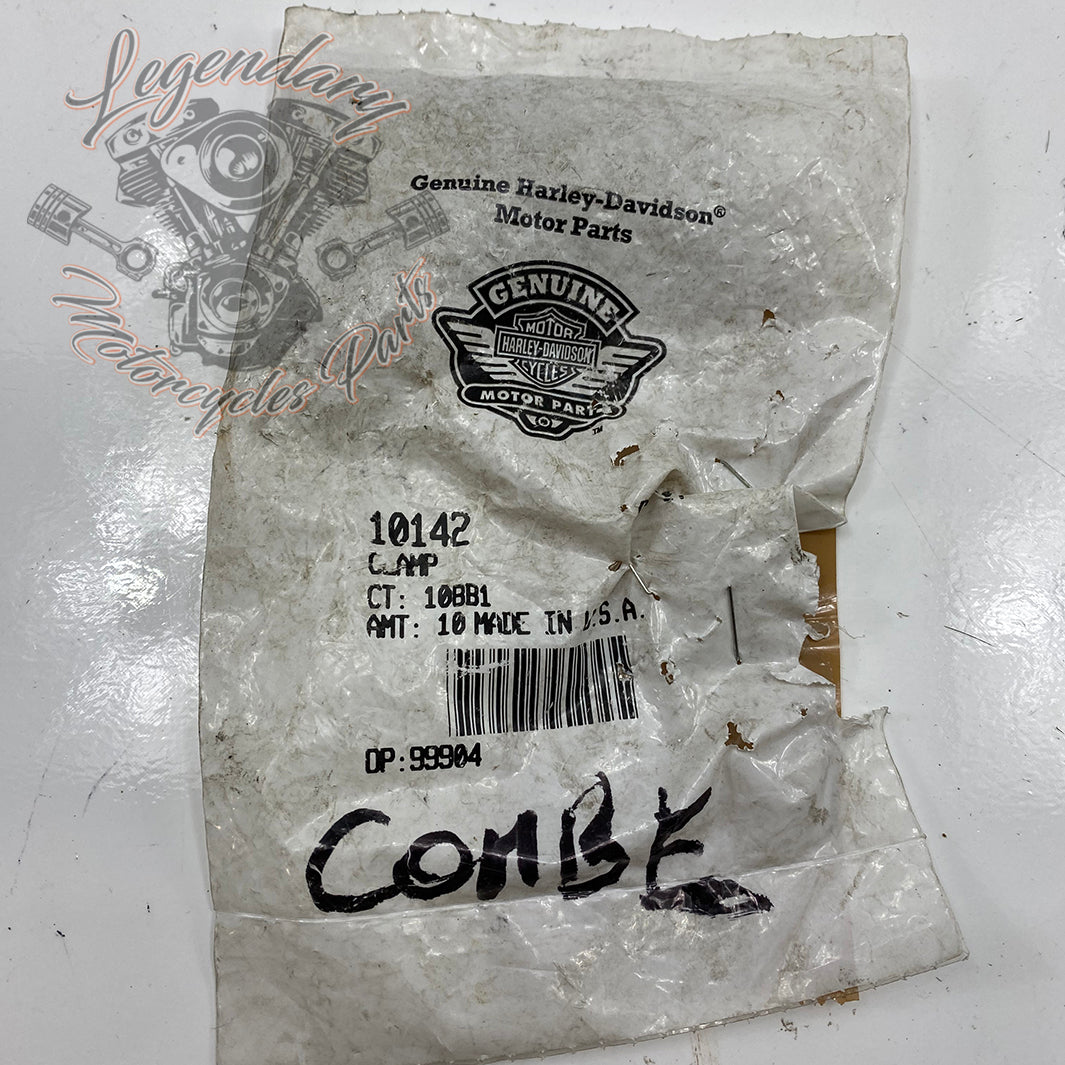 Legendary
Motorcycles Parts
Genuine Harley-Davidson®
Motor Parts
GENUINE
MOTOR
HARLEY-DAVIDSON
CYCLES
MOTOR PARTS
™
10142
CLAMP
CT: 10BB1
AMT: 10 MADE IN U.S.A.
OP:99904
COMBE